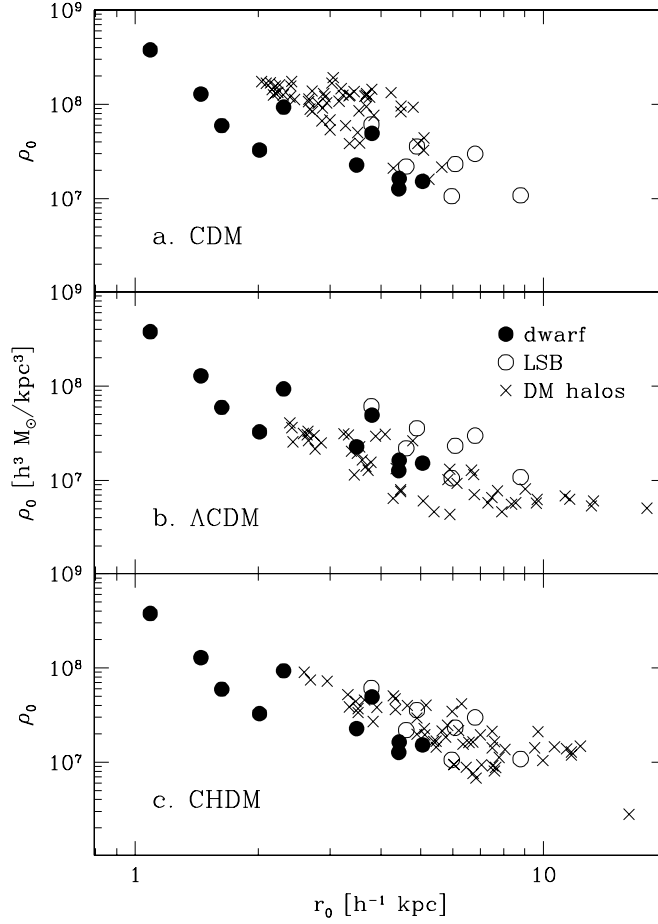 10⁹
10⁸
ρ₀
10⁷
a. CDM
10⁹
dwarf
LSB
DM halos
10⁸
ρ₀ [h³ M☉/kpc³]
10⁷
b. ΛCDM
10⁹
10⁸
ρ₀
10⁷
c. CHDM
1
10
r₀ [h⁻¹ kpc]